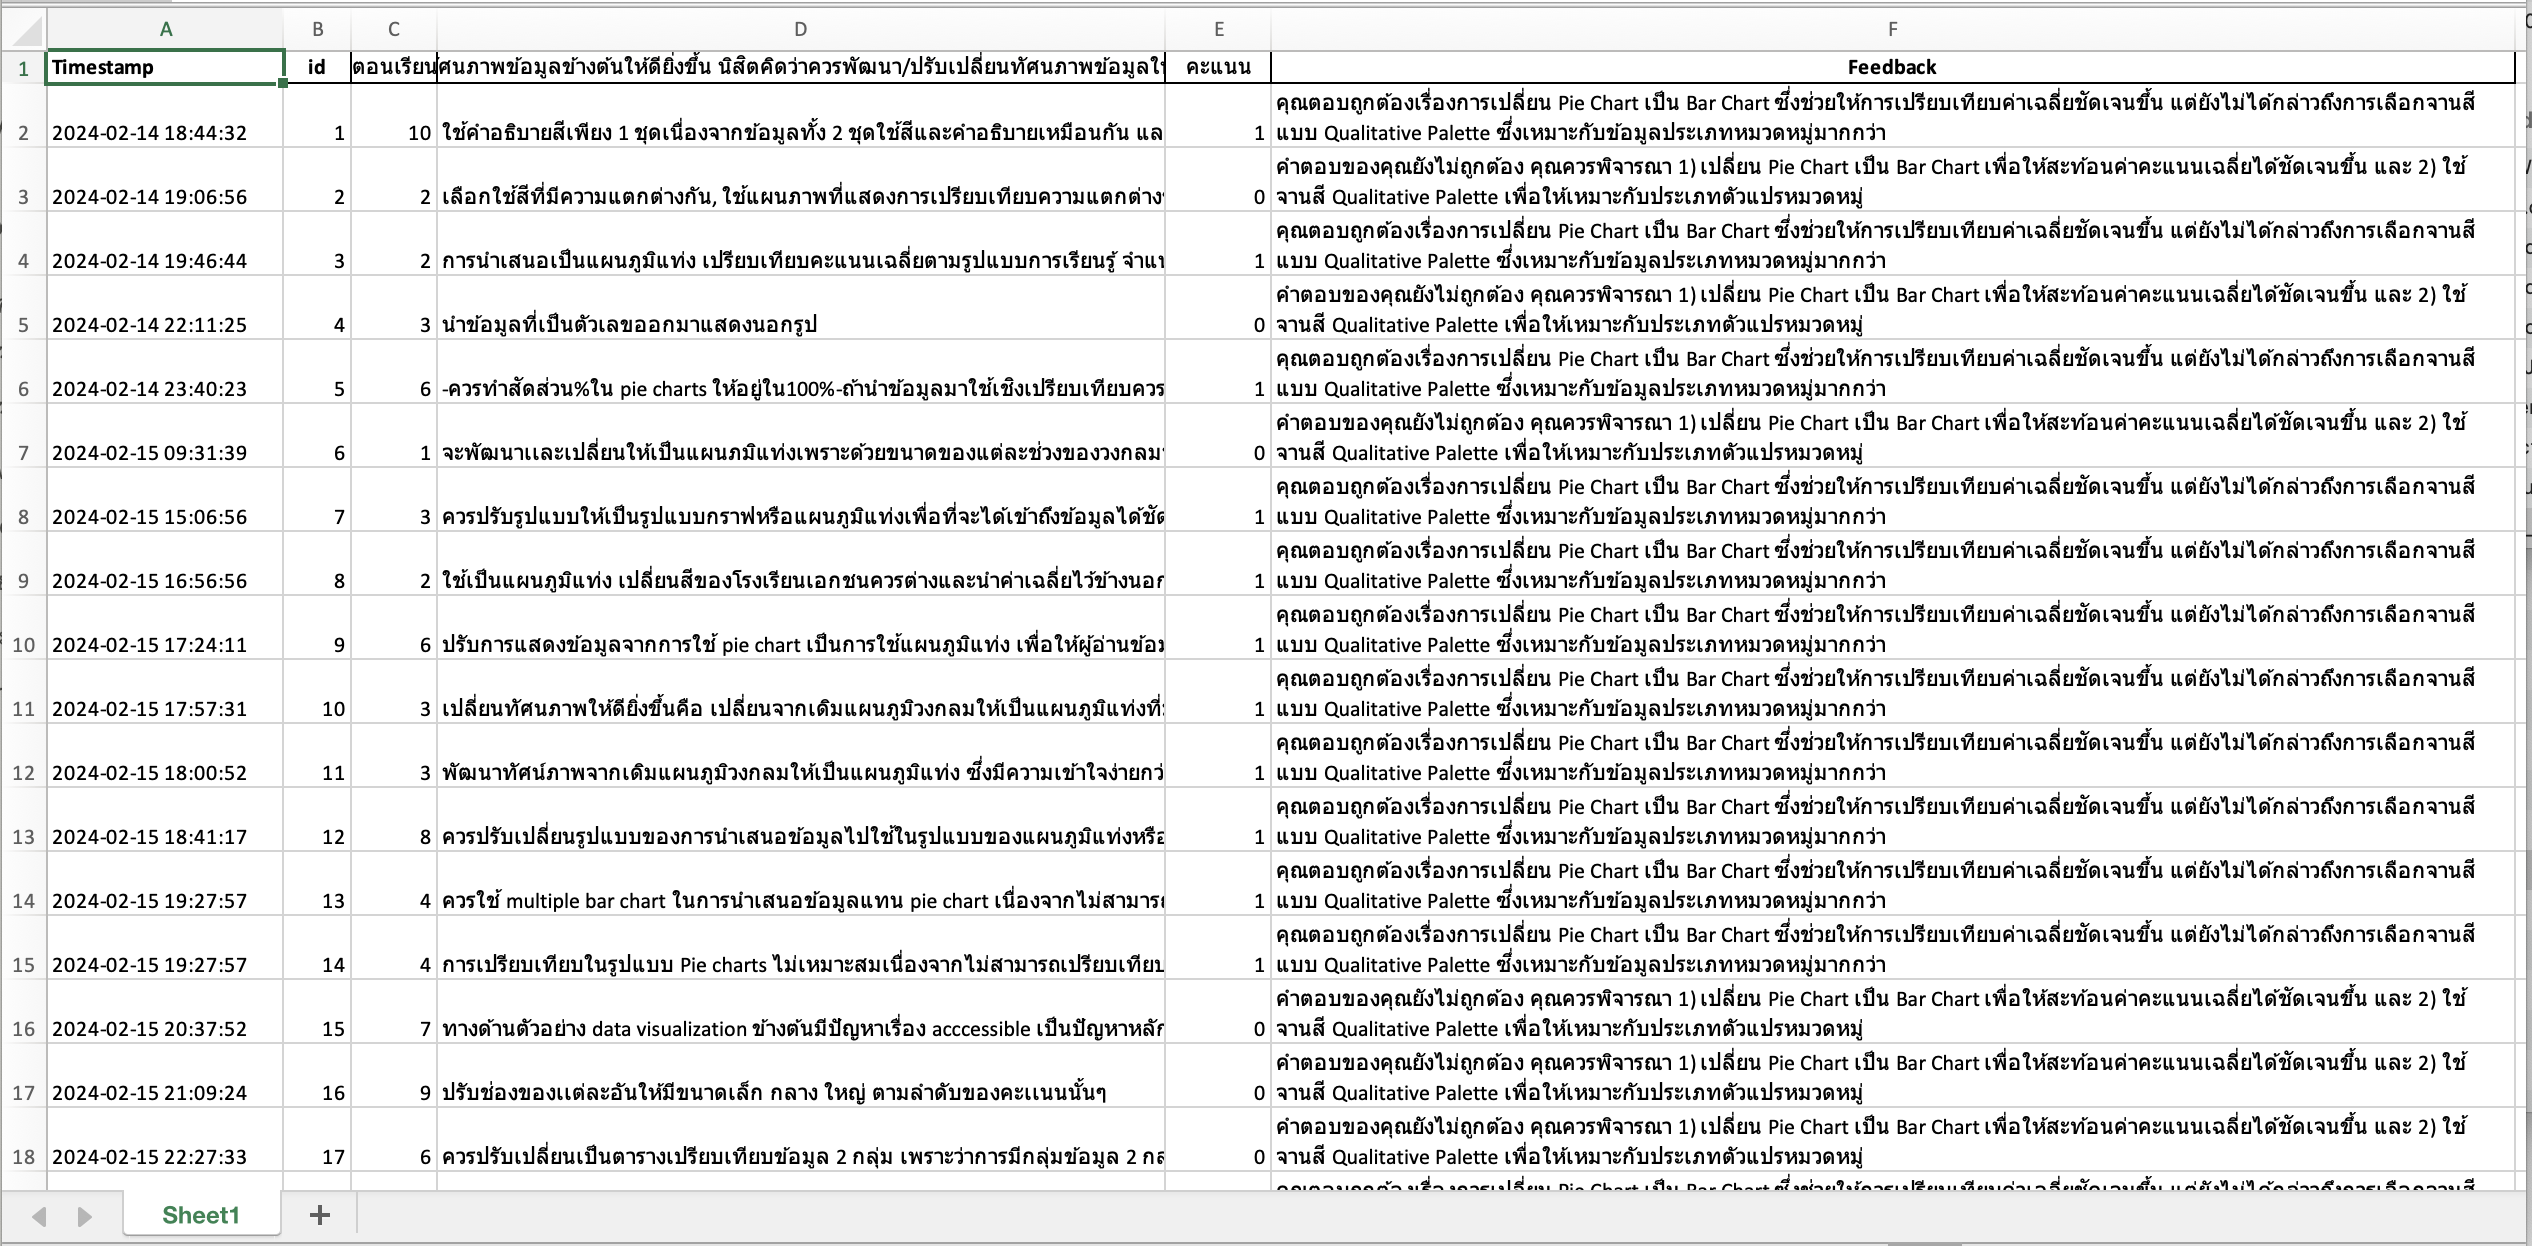 A B C D E F
1 Timestamp id ตอนเรียน ศนภาพข้อมูลข้างต้นให้ดียิ่งขึ้น นิสิตคิดว่าควรพัฒนา/ปรับเปลี่ยนทัศนภาพข้อมูลใ คะแนน Feedback
คุณตอบถูกต้องเรื่องการเปลี่ยน Pie Chart เป็น Bar Chart ซึ่งช่วยให้การเปรียบเทียบค่าเฉลี่ยชัดเจนขึ้น แต่ยังไม่ได้กล่าวถึงการเลือกจานสี
2 2024-02-14 18:44:32 1 10 ใช้คำอธิบายสีเพียง 1 ชุดเนื่องจากข้อมูลทั้ง 2 ชุดใช้สีและคำอธิบายเหมือนกัน แล 1 แบบ Qualitative Palette ซึ่งเหมาะกับข้อมูลประเภทหมวดหมู่มากกว่า
คำตอบของคุณยังไม่ถูกต้อง คุณควรพิจารณา 1) เปลี่ยน Pie Chart เป็น Bar Chart เพื่อให้สะท้อนค่าคะแนนเฉลี่ยได้ชัดเจนขึ้น และ 2) ใช้
3 2024-02-14 19:06:56 2 2 เลือกใช้สีที่มีความแตกต่างกัน, ใช้แผนภาพที่แสดงการเปรียบเทียบความแตกต่าง 0 จานสี Qualitative Palette เพื่อให้เหมาะกับประเภทตัวแปรหมวดหมู่
คุณตอบถูกต้องเรื่องการเปลี่ยน Pie Chart เป็น Bar Chart ซึ่งช่วยให้การเปรียบเทียบค่าเฉลี่ยชัดเจนขึ้น แต่ยังไม่ได้กล่าวถึงการเลือกจานสี
4 2024-02-14 19:46:44 3 2 การนำเสนอเป็นแผนภูมิแท่ง เปรียบเทียบคะแนนเฉลี่ยตามรูปแบบการเรียนรู้ จำแน 1 แบบ Qualitative Palette ซึ่งเหมาะกับข้อมูลประเภทหมวดหมู่มากกว่า
คำตอบของคุณยังไม่ถูกต้อง คุณควรพิจารณา 1) เปลี่ยน Pie Chart เป็น Bar Chart เพื่อให้สะท้อนค่าคะแนนเฉลี่ยได้ชัดเจนขึ้น และ 2) ใช้
5 2024-02-14 22:11:25 4 3 นำข้อมูลที่เป็นตัวเลขออกมาแสดงนอกรูป 0 จานสี Qualitative Palette เพื่อให้เหมาะกับประเภทตัวแปรหมวดหมู่
คุณตอบถูกต้องเรื่องการเปลี่ยน Pie Chart เป็น Bar Chart ซึ่งช่วยให้การเปรียบเทียบค่าเฉลี่ยชัดเจนขึ้น แต่ยังไม่ได้กล่าวถึงการเลือกจานสี
6 2024-02-14 23:40:23 5 6 -ควรทำสัดส่วน%ใน pie charts ให้อยู่ใน100%-ถ้านำข้อมูลมาใช้เชิงเปรียบเทียบควร 1 แบบ Qualitative Palette ซึ่งเหมาะกับข้อมูลประเภทหมวดหมู่มากกว่า
คำตอบของคุณยังไม่ถูกต้อง คุณควรพิจารณา 1) เปลี่ยน Pie Chart เป็น Bar Chart เพื่อให้สะท้อนค่าคะแนนเฉลี่ยได้ชัดเจนขึ้น และ 2) ใช้
7 2024-02-15 09:31:39 6 1 จะพัฒนาเเละเปลี่ยนให้เป็นแผนภมิแท่งเพราะด้วยขนาดของแต่ละช่วงของวงกลม 0 จานสี Qualitative Palette เพื่อให้เหมาะกับประเภทตัวแปรหมวดหมู่
คุณตอบถูกต้องเรื่องการเปลี่ยน Pie Chart เป็น Bar Chart ซึ่งช่วยให้การเปรียบเทียบค่าเฉลี่ยชัดเจนขึ้น แต่ยังไม่ได้กล่าวถึงการเลือกจานสี
8 2024-02-15 15:06:56 7 3 ควรปรับรูปแบบให้เป็นรูปแบบกราฟหรือแผนภูมิแท่งเพื่อที่จะได้เข้าถึงข้อมูลได้ชัด 1 แบบ Qualitative Palette ซึ่งเหมาะกับข้อมูลประเภทหมวดหมู่มากกว่า
คุณตอบถูกต้องเรื่องการเปลี่ยน Pie Chart เป็น Bar Chart ซึ่งช่วยให้การเปรียบเทียบค่าเฉลี่ยชัดเจนขึ้น แต่ยังไม่ได้กล่าวถึงการเลือกจานสี
9 2024-02-15 16:56:56 8 2 ใช้เป็นแผนภูมิแท่ง เปลี่ยนสีของโรงเรียนเอกชนควรต่างและนำค่าเฉลี่ยไว้ข้างนอก 1 แบบ Qualitative Palette ซึ่งเหมาะกับข้อมูลประเภทหมวดหมู่มากกว่า
คุณตอบถูกต้องเรื่องการเปลี่ยน Pie Chart เป็น Bar Chart ซึ่งช่วยให้การเปรียบเทียบค่าเฉลี่ยชัดเจนขึ้น แต่ยังไม่ได้กล่าวถึงการเลือกจานสี
10 2024-02-15 17:24:11 9 6 ปรับการแสดงข้อมูลจากการใช้ pie chart เป็นการใช้แผนภูมิแท่ง เพื่อให้ผู้อ่านข้อม 1 แบบ Qualitative Palette ซึ่งเหมาะกับข้อมูลประเภทหมวดหมู่มากกว่า
คุณตอบถูกต้องเรื่องการเปลี่ยน Pie Chart เป็น Bar Chart ซึ่งช่วยให้การเปรียบเทียบค่าเฉลี่ยชัดเจนขึ้น แต่ยังไม่ได้กล่าวถึงการเลือกจานสี
11 2024-02-15 17:57:31 10 3 เปลี่ยนทัศนภาพให้ดียิ่งขึ้นคือ เปลี่ยนจากเดิมแผนภูมิวงกลมให้เป็นแผนภูมิแท่งที่ 1 แบบ Qualitative Palette ซึ่งเหมาะกับข้อมูลประเภทหมวดหมู่มากกว่า
คุณตอบถูกต้องเรื่องการเปลี่ยน Pie Chart เป็น Bar Chart ซึ่งช่วยให้การเปรียบเทียบค่าเฉลี่ยชัดเจนขึ้น แต่ยังไม่ได้กล่าวถึงการเลือกจานสี
12 2024-02-15 18:00:52 11 3 พัฒนาทัศน์ภาพจากเดิมแผนภูมิวงกลมให้เป็นแผนภูมิแท่ง ซึ่งมีความเข้าใจง่ายกว่ 1 แบบ Qualitative Palette ซึ่งเหมาะกับข้อมูลประเภทหมวดหมู่มากกว่า
คุณตอบถูกต้องเรื่องการเปลี่ยน Pie Chart เป็น Bar Chart ซึ่งช่วยให้การเปรียบเทียบค่าเฉลี่ยชัดเจนขึ้น แต่ยังไม่ได้กล่าวถึงการเลือกจานสี
13 2024-02-15 18:41:17 12 8 ควรปรับเปลี่ยนรูปแบบของการนำเสนอข้อมูลไปใช้ในรูปแบบของแผนภูมิแท่งหรือ 1 แบบ Qualitative Palette ซึ่งเหมาะกับข้อมูลประเภทหมวดหมู่มากกว่า
คุณตอบถูกต้องเรื่องการเปลี่ยน Pie Chart เป็น Bar Chart ซึ่งช่วยให้การเปรียบเทียบค่าเฉลี่ยชัดเจนขึ้น แต่ยังไม่ได้กล่าวถึงการเลือกจานสี
14 2024-02-15 19:27:57 13 4 ควรใช้ multiple bar chart ในการนำเสนอข้อมูลแทน pie chart เนื่องจากไม่สามารถ 1 แบบ Qualitative Palette ซึ่งเหมาะกับข้อมูลประเภทหมวดหมู่มากกว่า
คุณตอบถูกต้องเรื่องการเปลี่ยน Pie Chart เป็น Bar Chart ซึ่งช่วยให้การเปรียบเทียบค่าเฉลี่ยชัดเจนขึ้น แต่ยังไม่ได้กล่าวถึงการเลือกจานสี
15 2024-02-15 19:27:57 14 4 การเปรียบเทียบในรูปแบบ Pie charts ไม่เหมาะสมเนื่องจากไม่สามารถเปรียบเทียบ 1 แบบ Qualitative Palette ซึ่งเหมาะกับข้อมูลประเภทหมวดหมู่มากกว่า
คำตอบของคุณยังไม่ถูกต้อง คุณควรพิจารณา 1) เปลี่ยน Pie Chart เป็น Bar Chart เพื่อให้สะท้อนค่าคะแนนเฉลี่ยได้ชัดเจนขึ้น และ 2) ใช้
16 2024-02-15 20:37:52 15 7 ทางด้านตัวอย่าง data visualization ข้างต้นมีปัญหาเรื่อง acccessible เป็นปัญหาหลัก 0 จานสี Qualitative Palette เพื่อให้เหมาะกับประเภทตัวแปรหมวดหมู่
คำตอบของคุณยังไม่ถูกต้อง คุณควรพิจารณา 1) เปลี่ยน Pie Chart เป็น Bar Chart เพื่อให้สะท้อนค่าคะแนนเฉลี่ยได้ชัดเจนขึ้น และ 2) ใช้
17 2024-02-15 21:09:24 16 9 ปรับช่องของเเต่ละอันให้มีขนาดเล็ก กลาง ใหญ่ ตามลำดับของคะเเนนนั้นๆ 0 จานสี Qualitative Palette เพื่อให้เหมาะกับประเภทตัวแปรหมวดหมู่
คำตอบของคุณยังไม่ถูกต้อง คุณควรพิจารณา 1) เปลี่ยน Pie Chart เป็น Bar Chart เพื่อให้สะท้อนค่าคะแนนเฉลี่ยได้ชัดเจนขึ้น และ 2) ใช้
18 2024-02-15 22:27:33 17 6 ควรปรับเปลี่ยนเป็นตารางเปรียบเทียบข้อมูล 2 กลุ่ม เพราะว่าการมีกลุ่มข้อมูล 2 กล 0 จานสี Qualitative Palette เพื่อให้เหมาะกับประเภทตัวแปรหมวดหมู่
คุณตอบถูกต้องเรื่องการเปลี่ยน Pie Chart เป็น Bar Chart ซึ่งช่วยให้การเปรียบเทียบค่าเฉลี่ยชัดเจนขึ้น แต่ยังไม่ได้กล่าวถึงการเลือกจานสี
Sheet1 +